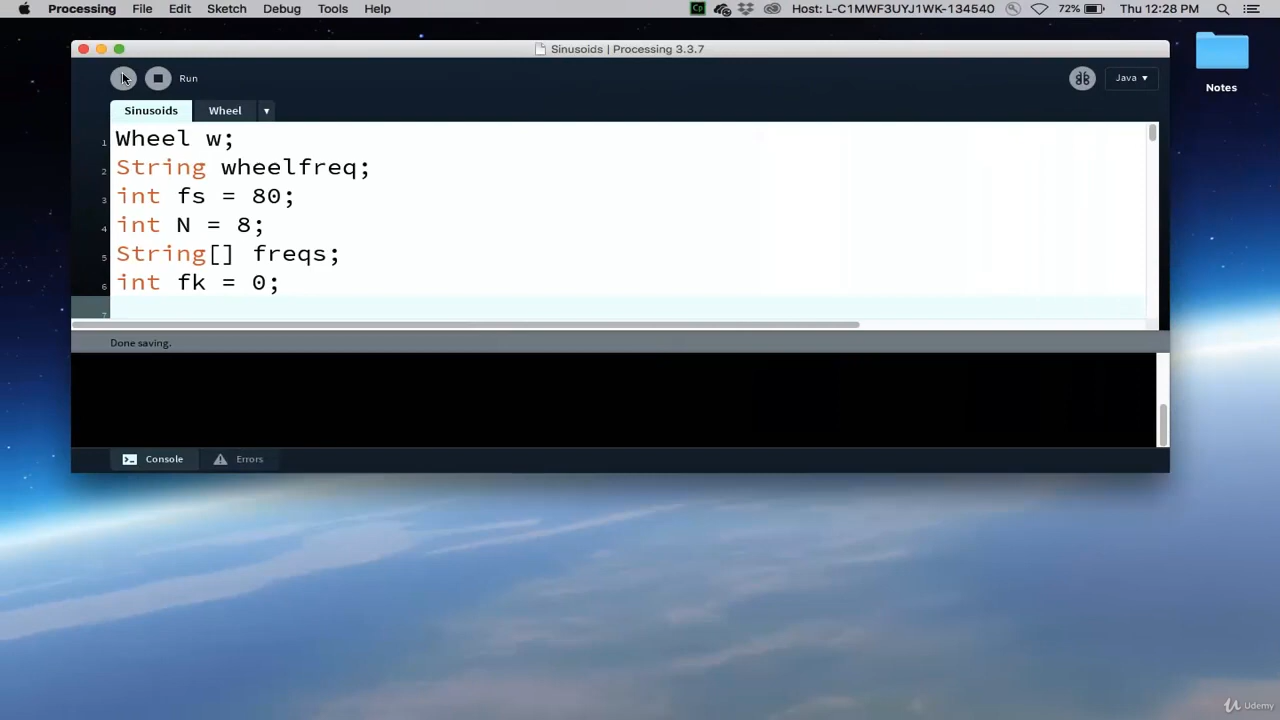 Processing File Edit Sketch Debug Tools Help Cp Host: L-C1MWF3UYJ1WK-134540 72% Thu 12:28 PM
Sinusoids | Processing 3.3.7
Run
Java ▾
Notes
Sinusoids Wheel ▾
1 Wheel w;
2 String wheelfreq;
3 int fs = 80;
4 int N = 8;
5 String[] freqs;
6 int fk = 0;
7
Done saving.
Console Errors
Udemy